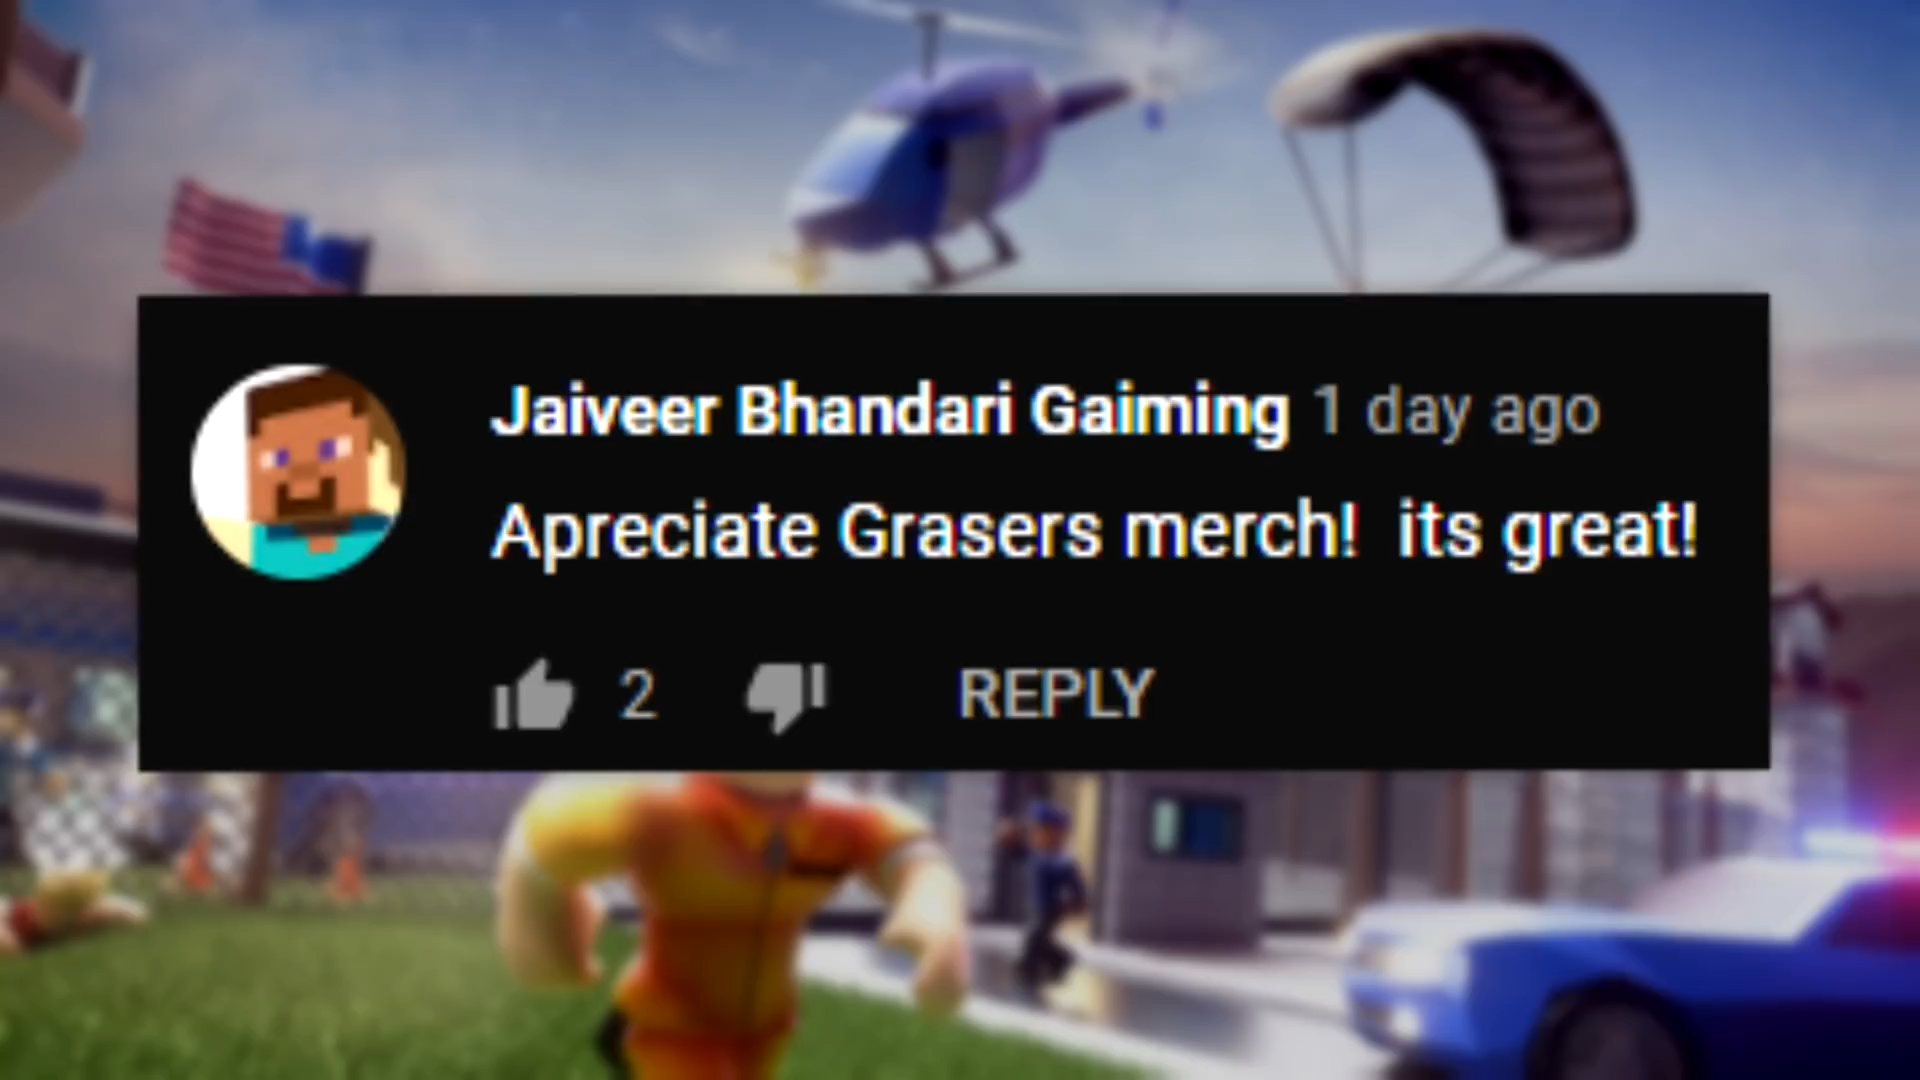 Jaiveer Bhandari Gaiming 1 day ago
Apreciate Grasers merch!  its great!
2 REPLY